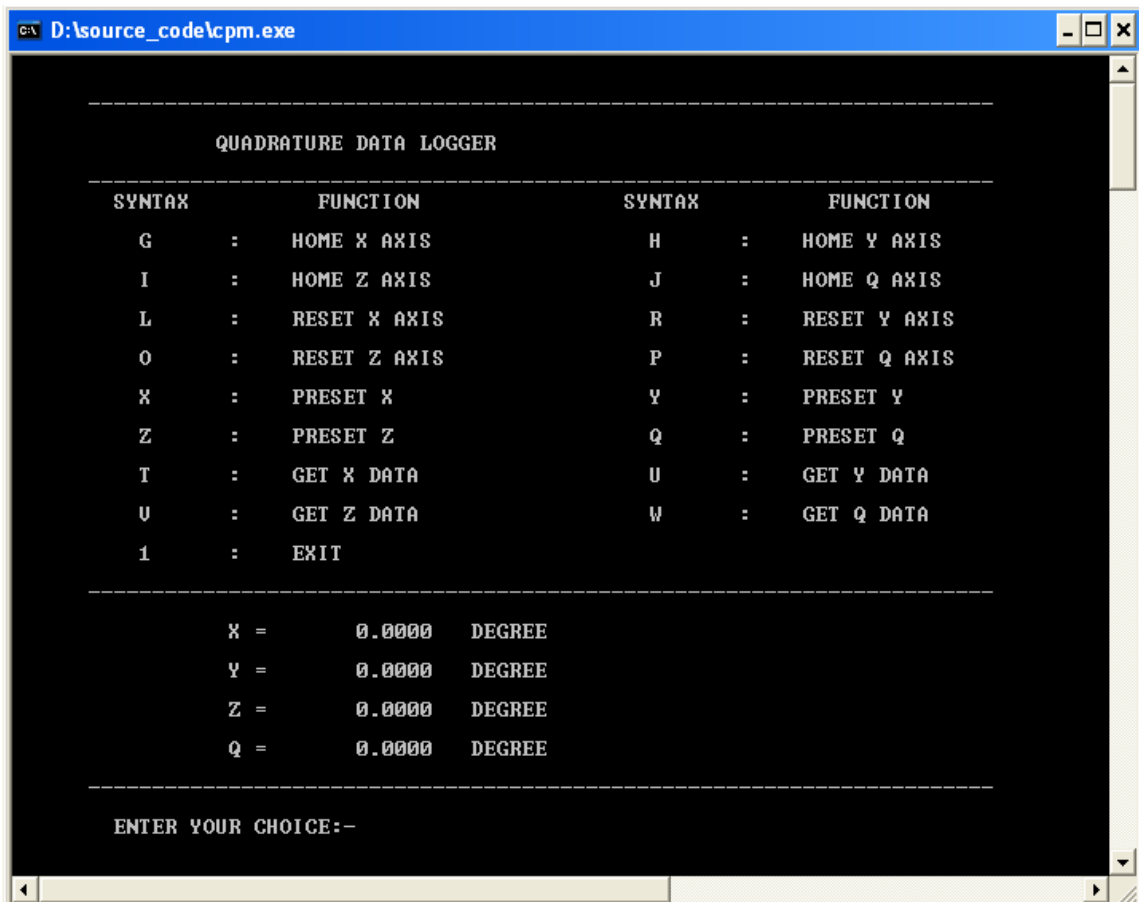 D:\source_code\cpm.exe
QUADRATURE DATA LOGGER
SYNTAX FUNCTION SYNTAX FUNCTION
G : HOME X AXIS H : HOME Y AXIS
I : HOME Z AXIS J : HOME Q AXIS
L : RESET X AXIS R : RESET Y AXIS
O : RESET Z AXIS P : RESET Q AXIS
X : PRESET X Y : PRESET Y
Z : PRESET Z Q : PRESET Q
T : GET X DATA U : GET Y DATA
V : GET Z DATA W : GET Q DATA
1 : EXIT
X = 0.0000 DEGREE
Y = 0.0000 DEGREE
Z = 0.0000 DEGREE
Q = 0.0000 DEGREE
ENTER YOUR CHOICE:-